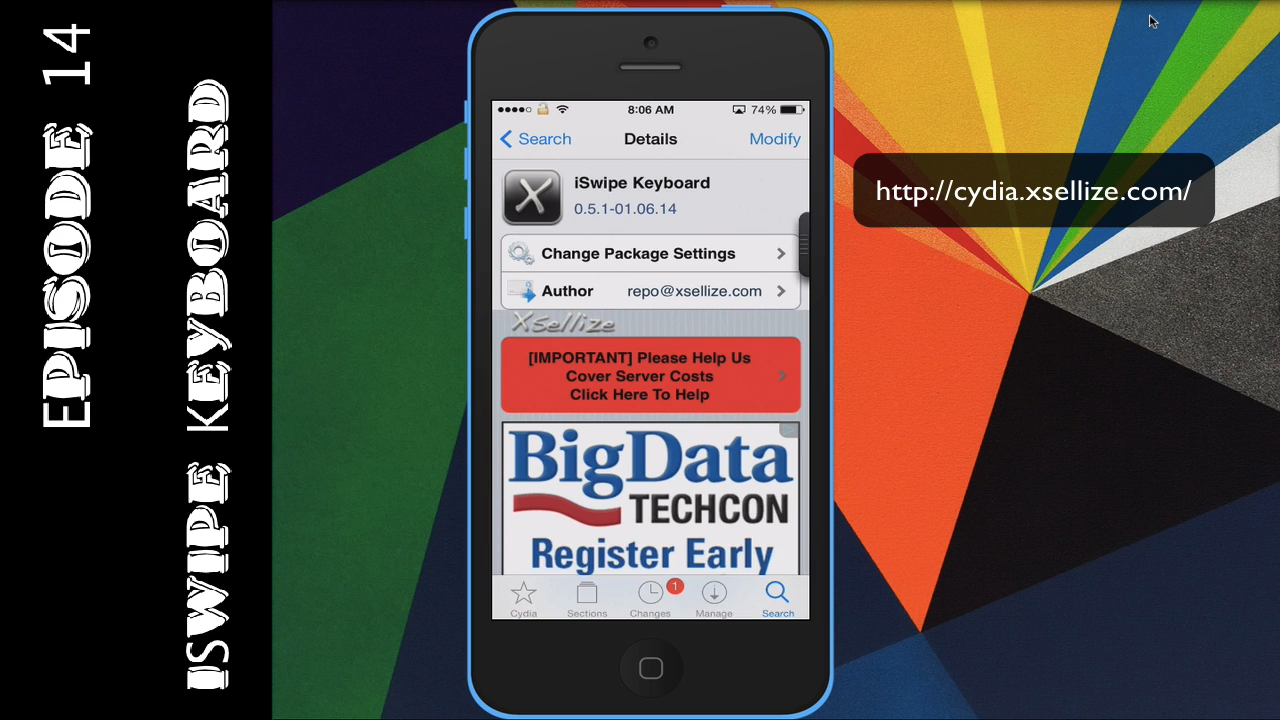 EPISODE 14
ISWIPE KEYBOARD
8:06 AM
74%
Search
Details
Modify
iSwipe Keyboard
0.5.1-01.06.14
Change Package Settings
Author repo@xsellize.com
XSellize
[IMPORTANT] Please Help Us
Cover Server Costs
Click Here To Help
BigData
TECHCON
Register Early
Cydia
Sections
Changes
1
Manage
Search
http://cydia.xsellize.com/